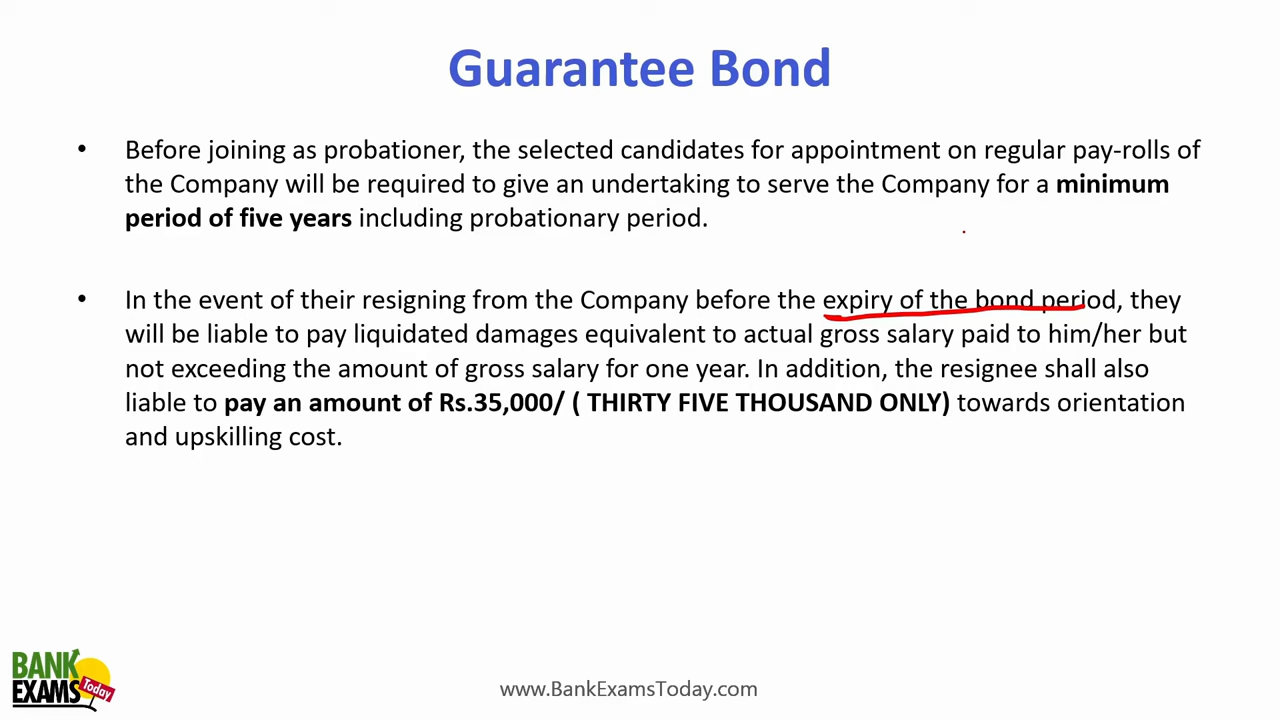 Guarantee Bond
• Before joining as probationer, the selected candidates for appointment on regular pay-rolls of
the Company will be required to give an undertaking to serve the Company for a minimum
period of five years including probationary period.
• In the event of their resigning from the Company before the expiry of the bond period, they
will be liable to pay liquidated damages equivalent to actual gross salary paid to him/her but
not exceeding the amount of gross salary for one year. In addition, the resignee shall also
liable to pay an amount of Rs.35,000/ ( THIRTY FIVE THOUSAND ONLY) towards orientation
and upskilling cost.
BANK
EXAMS Today
www.BankExamsToday.com